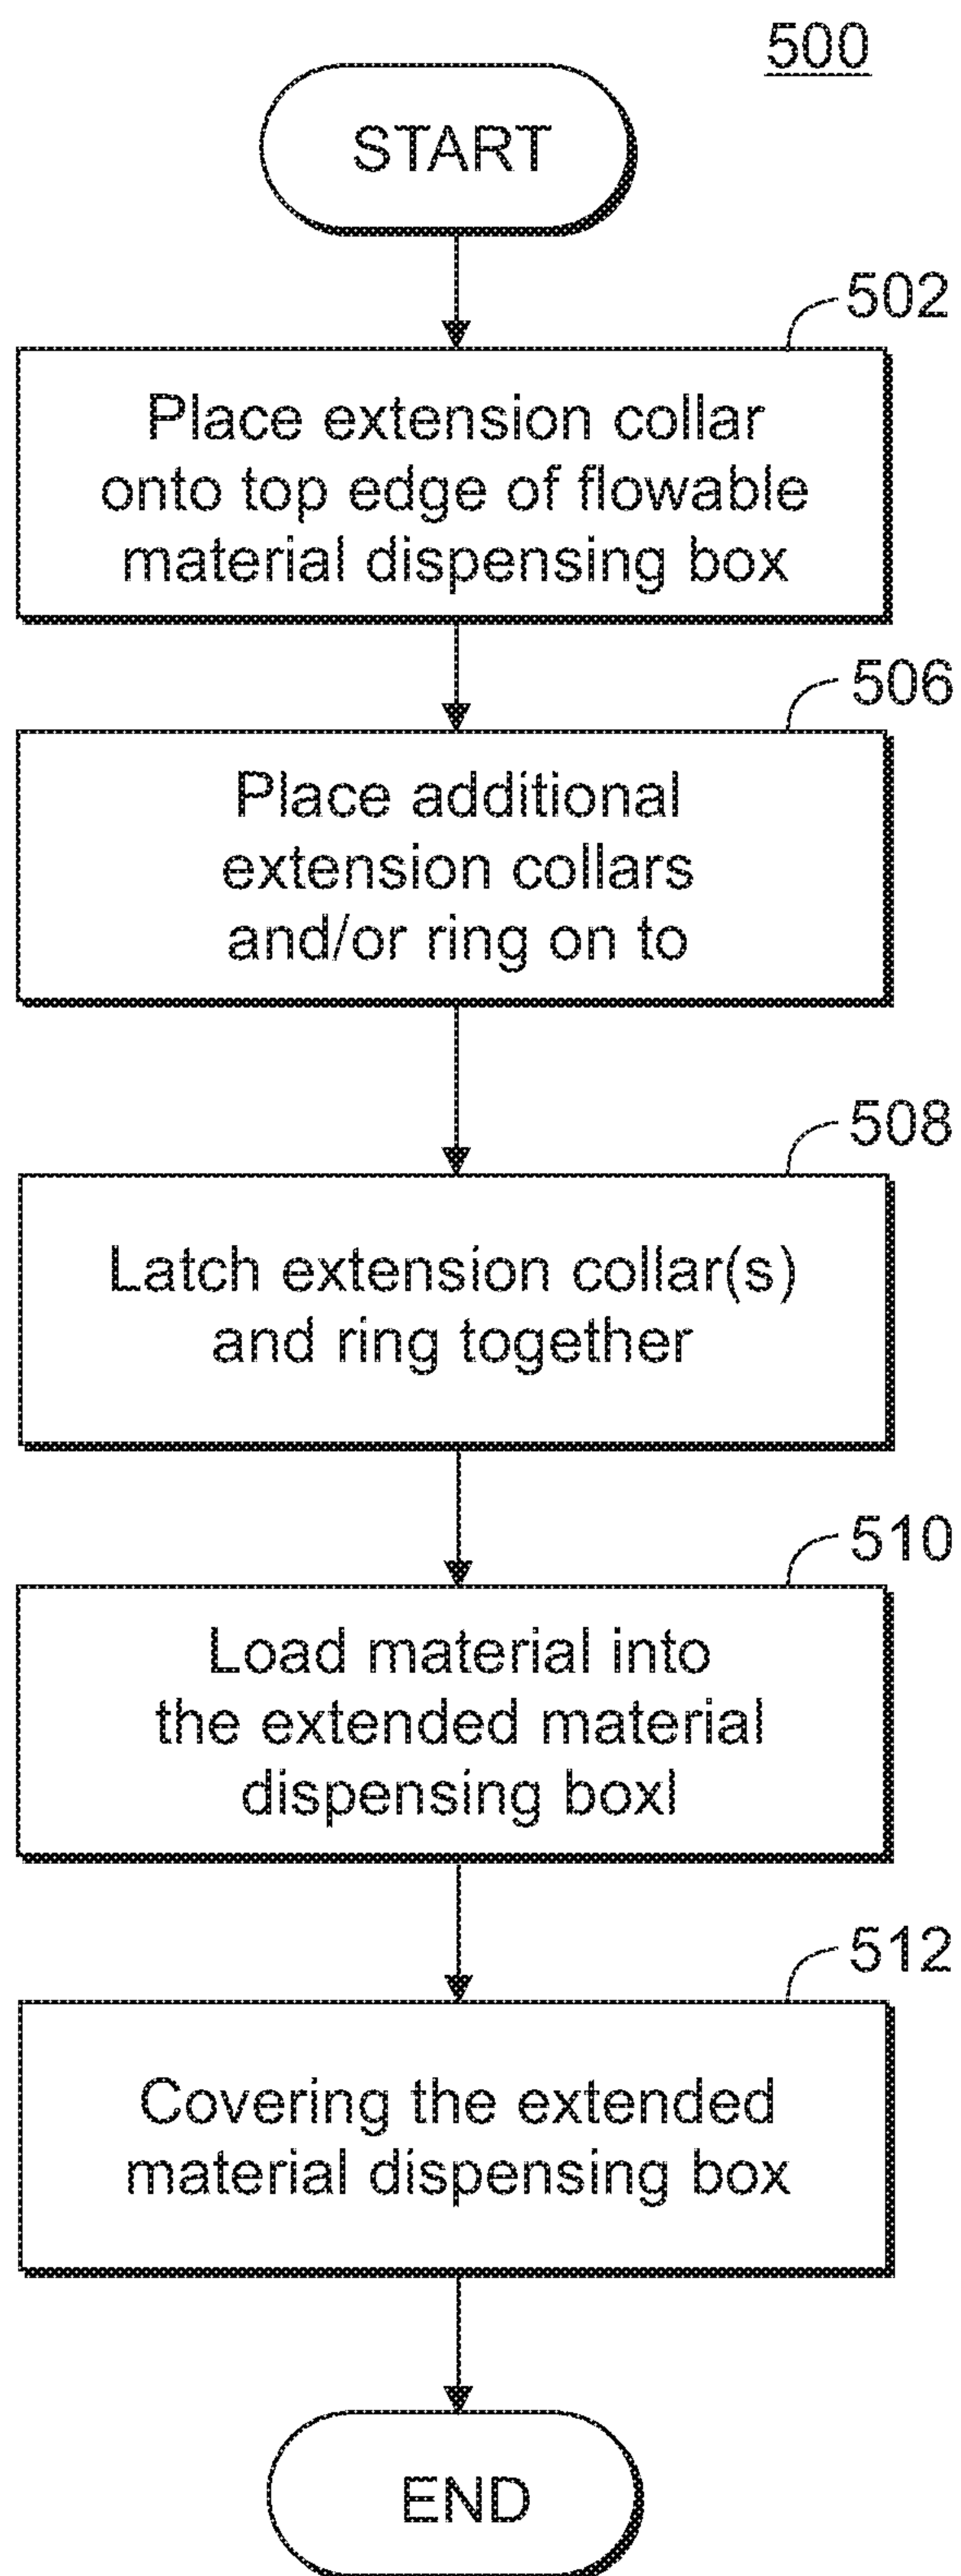 500
START
502
Place extension collar
onto top edge of flowable
material dispensing box
506
Place additional
extension collars
and/or ring on to
508
Latch extension collar(s)
and ring together
510
Load material into
the extended material
dispensing boxl
512
Covering the extended
material dispensing box
END